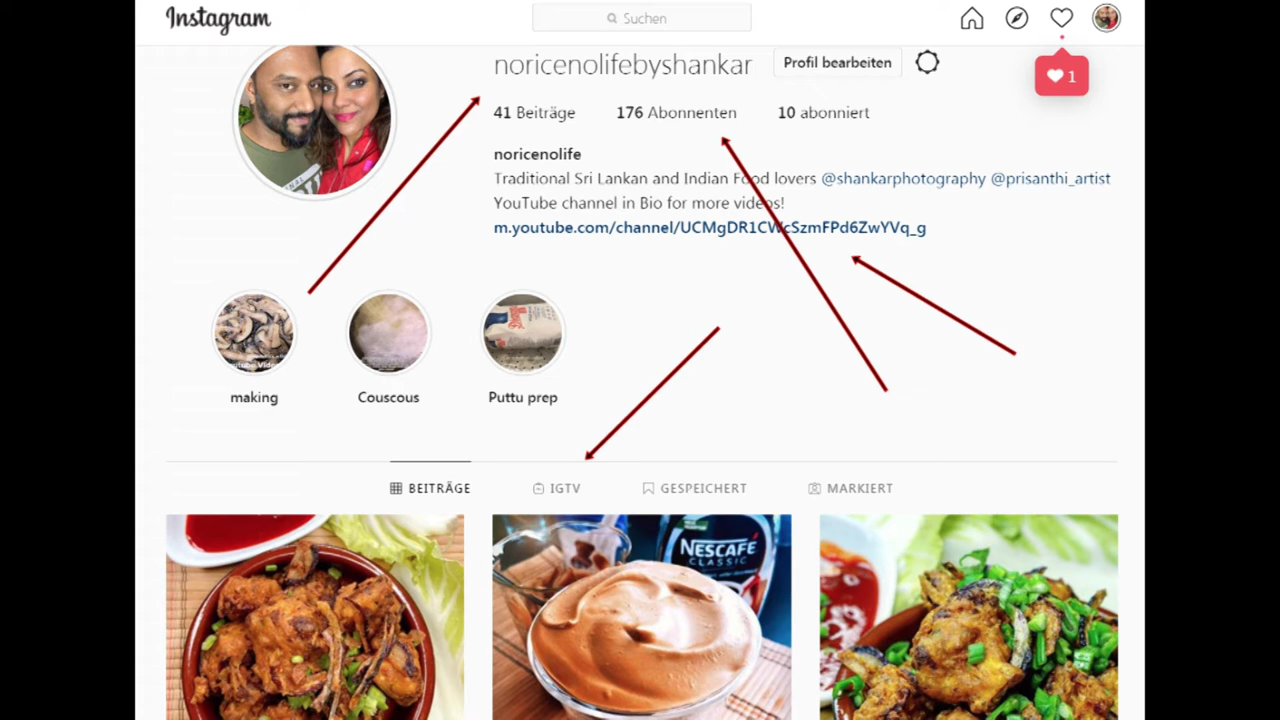 Instagram
Suchen
noricenolifebyshankar Profil bearbeiten
1
41 Beiträge 176 Abonnenten 10 abonniert
noricenolife
Traditional Sri Lankan and Indian Food lovers @shankarphotography @prisanthi_artist
YouTube channel in Bio for more videos!
m.youtube.com/channel/UCMgDR1CWcSzmFPd6ZwYVq_g
making Couscous Puttu prep
BEITRÄGE IGTV GESPEICHERT MARKIERT
NESCAFÉ
CLASSIC